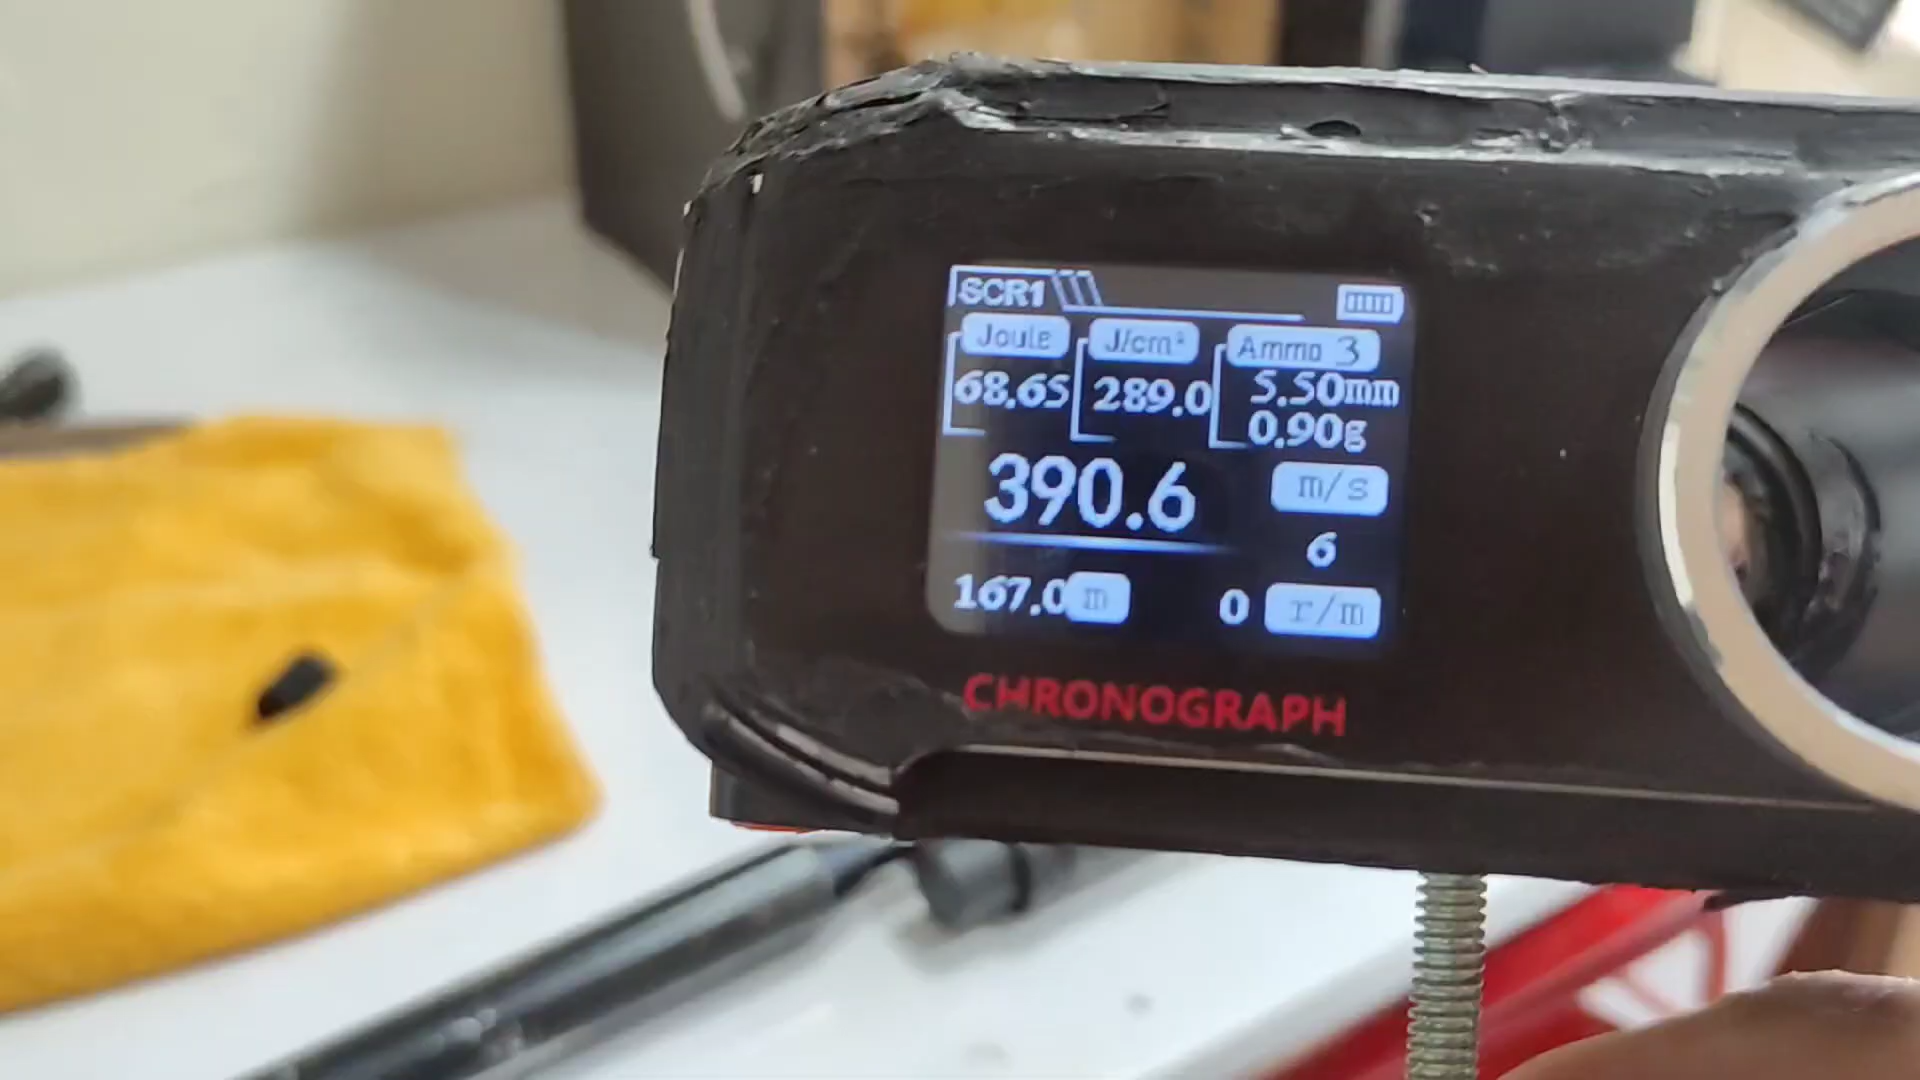 SCR1
Joule J/cm² Ammo 3
68.65 289.0 5.50mm
0.90g
390.6 m/s
6
167.0 m 0 r/m
CHRONOGRAPH